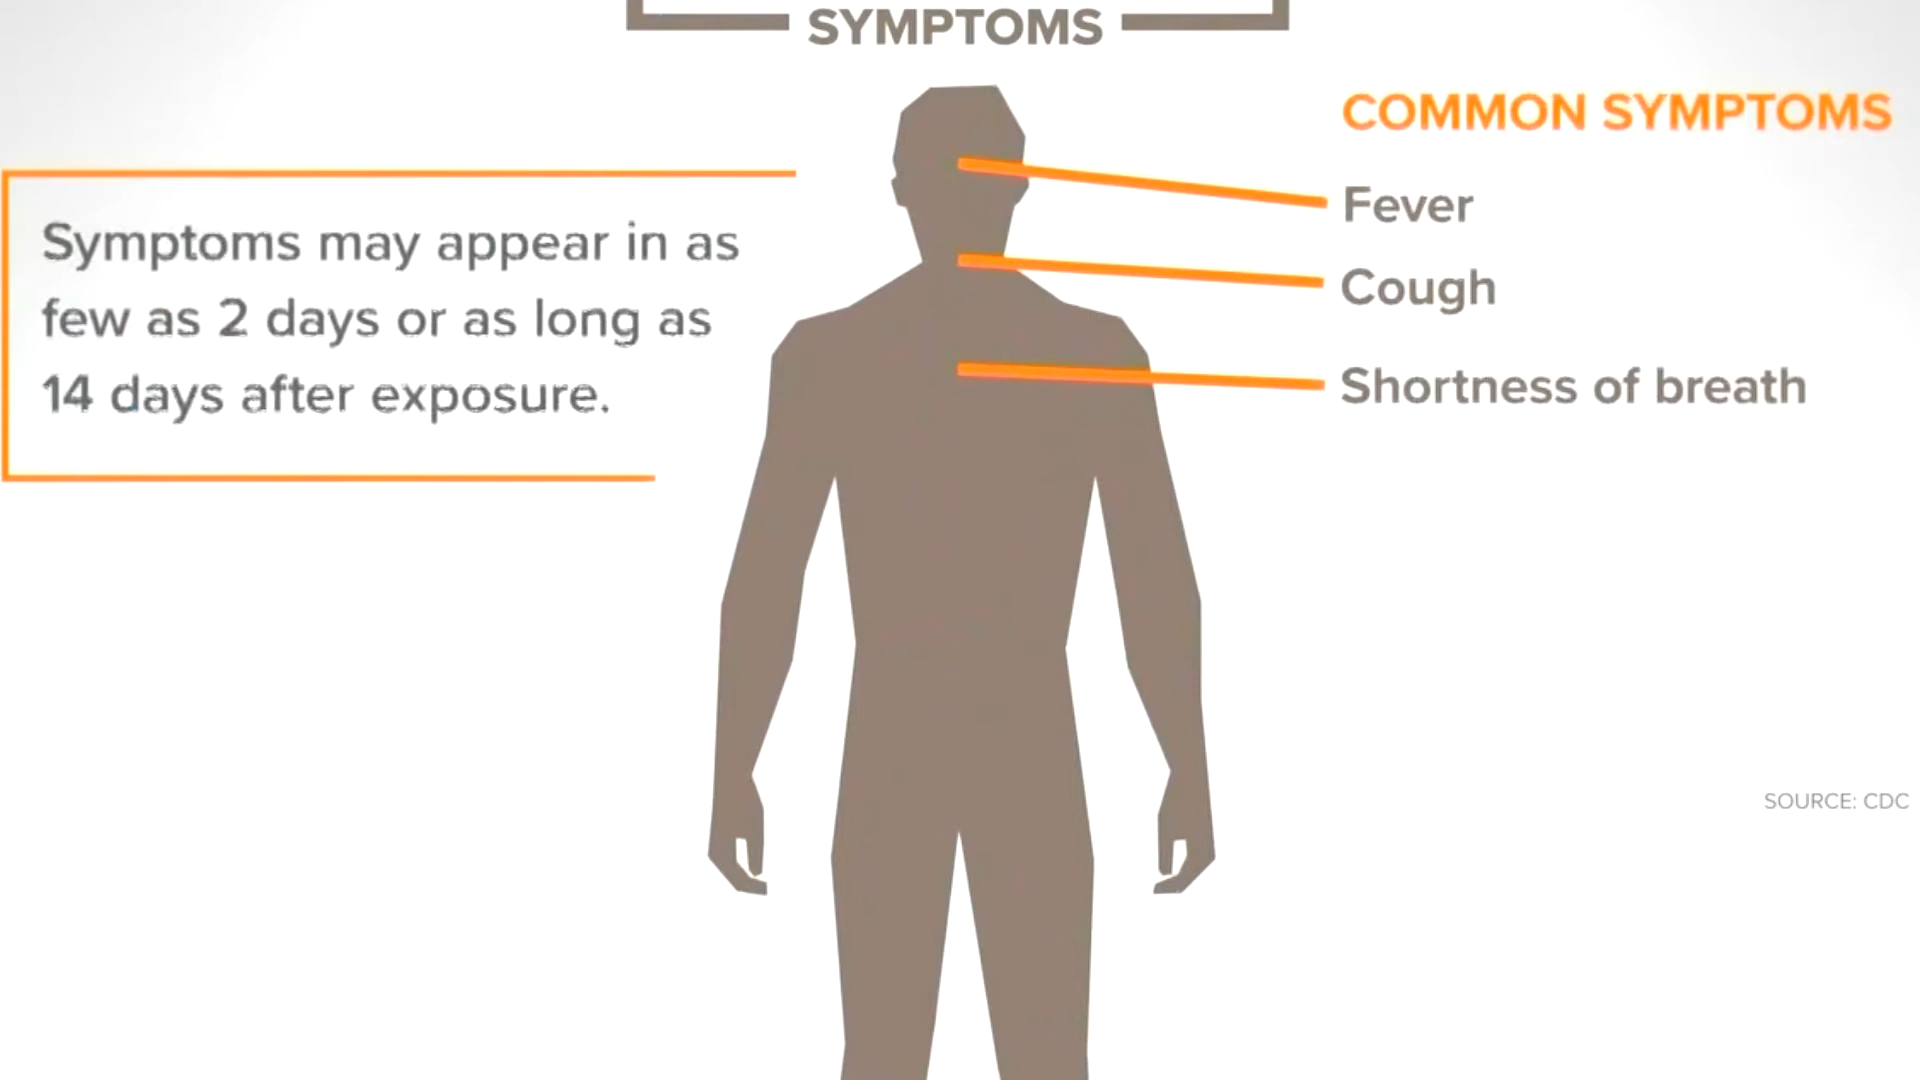 SYMPTOMS
COMMON SYMPTOMS
Symptoms may appear in as
few as 2 days or as long as
14 days after exposure.
Fever
Cough
Shortness of breath
SOURCE: CDC